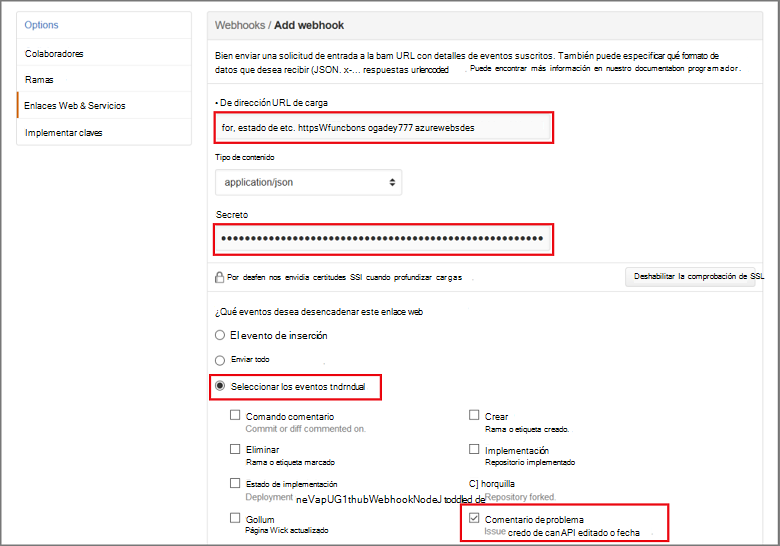 Options
Colaboradores
Ramas
Enlaces Web & Servicios
Implementar claves
Webhooks / Add webhook
Bien enviar una solicitud de entrada a la bam URL con detalles de eventos suscritos. También puede especificar qué formato de
datos que desea recibir (JSON. x-... respuestas urlencoded . Puede encontrar más información en nuestro documentabon programador.
• De dirección URL de carga
for, estado de etc. httpsWfuncbons ogadey777 azurewebsdes
Tipo de contenido
application/json
Secreto
Por deafen nos envidia certitudes SSI cuando profundizar cargas .
Deshabilitar la comprobación de SSL
¿Qué eventos desea desencadenar este enlace web
El evento de inserción
Enviar todo
Seleccionar los eventos tndrndual
Comando comentario
Commit or diff commented on.
Crear
Rama o etiqueta creado.
Eliminar
Rama o etiqueta marcado
Implementación
Repositorio implementado
Estado de implementación
Deployment neVapUG1thubWebhookNodeJ toddled de
C] horquilla
Repository forked.
Gollum
Página Wick actualizado
Comentario de problema
Issue credo de can API editado o fecha .